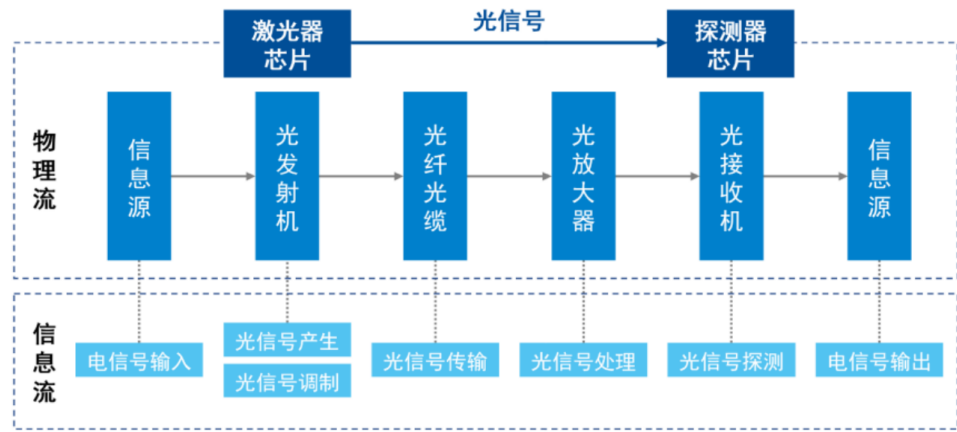 激光器
芯片
光信号
探测器
芯片
物理流
信息源
光发射机
光纤光缆
光放大器
光接收机
信息源
信息流
电信号输入
光信号产生
光信号调制
光信号传输
光信号处理
光信号探测
电信号输出